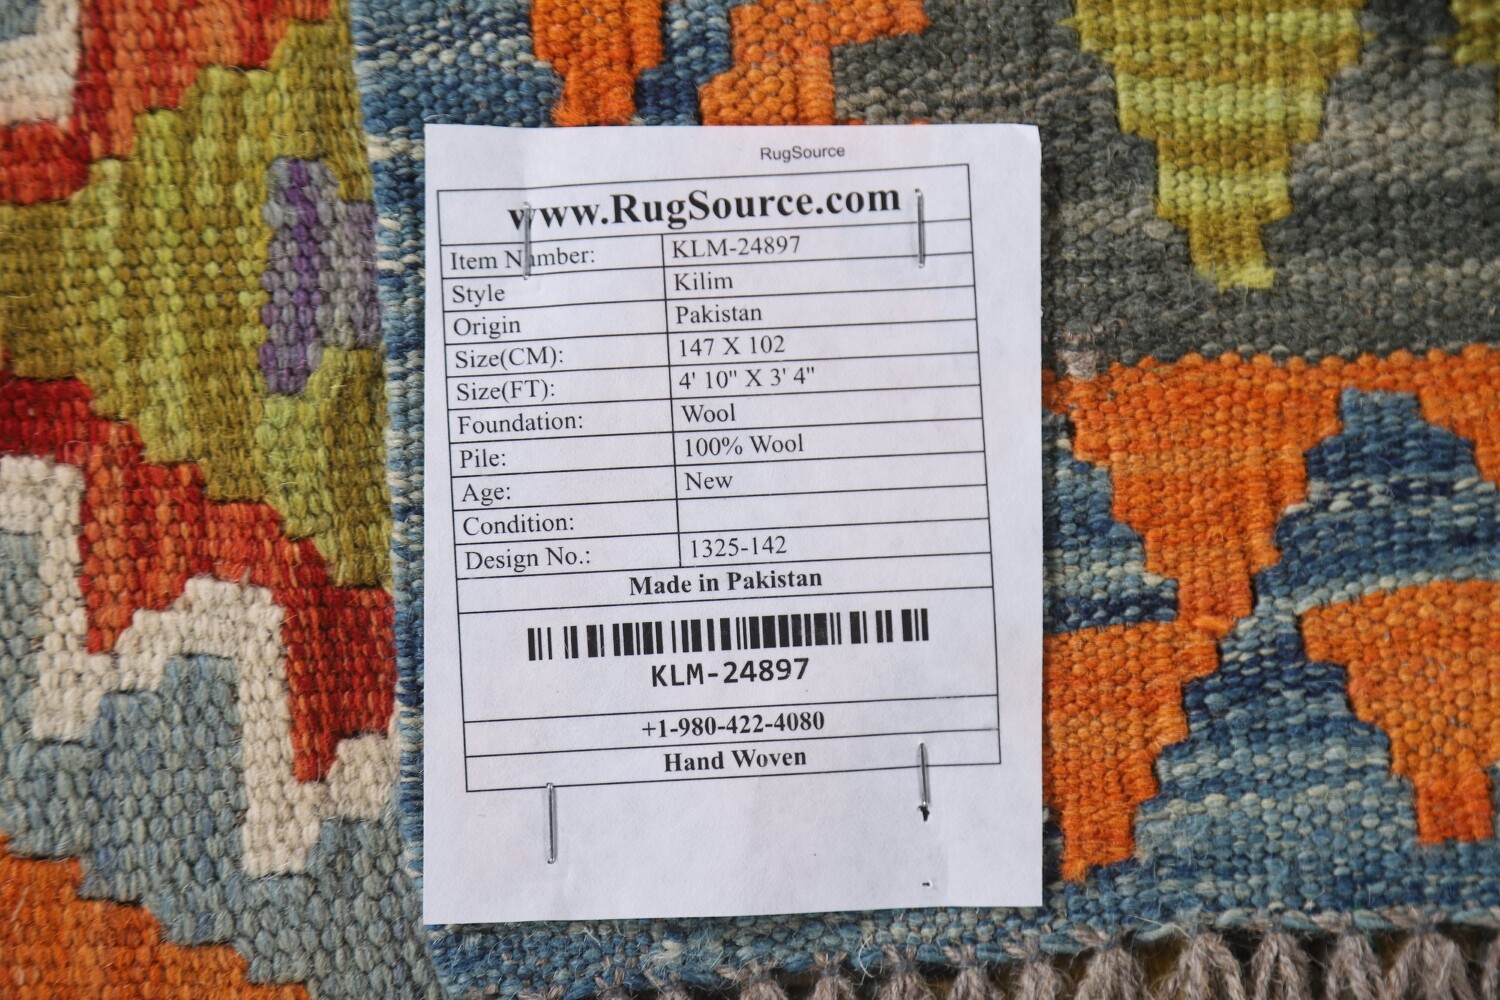 RugSource
www.RugSource.com
Item Number: KLM-24897
Style Kilim
Origin Pakistan
Size(CM): 147 X 102
Size(FT): 4' 10" X 3' 4"
Foundation: Wool
Pile: 100% Wool
Age: New
Condition:
Design No.: 1325-142
Made in Pakistan
KLM-24897
+1-980-422-4080
Hand Woven